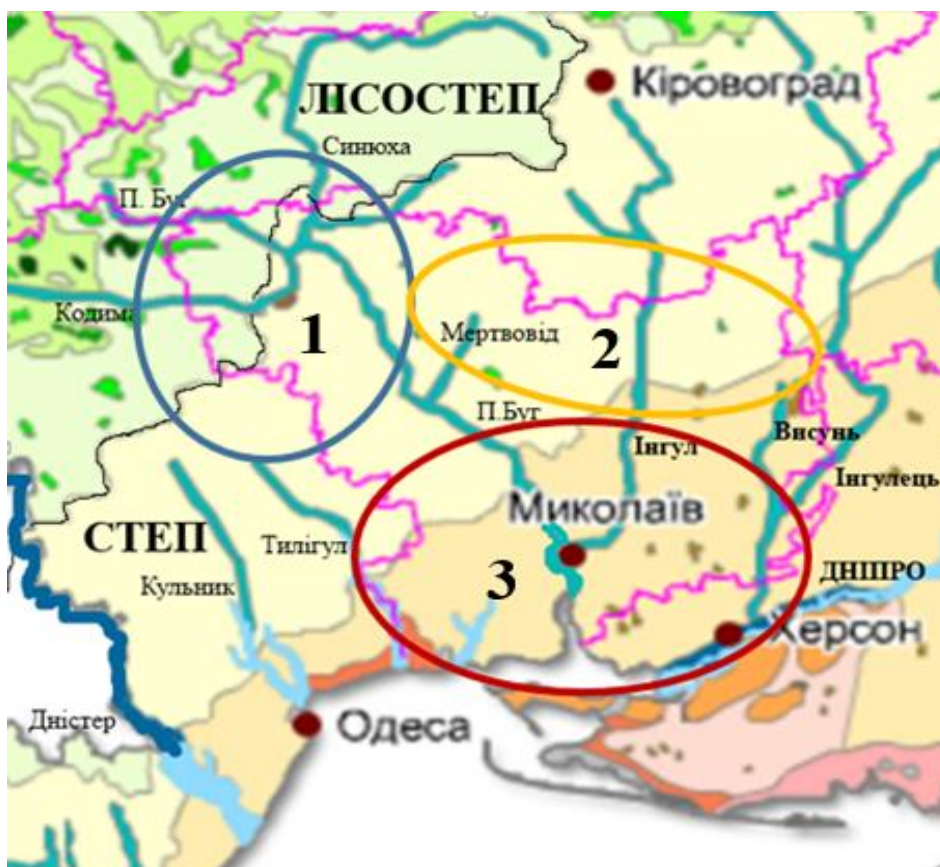 Кіровоград
ЛІСОСТЕП
Синюха
П. Буг
Кодима
1
Мертвовід
2
П.Буг
Інгул
Висунь
Інгулець
Миколаїв
СТЕП
Тилігул
Кульник
3
ДНІПРО
Херсон
Дністер
Одеса